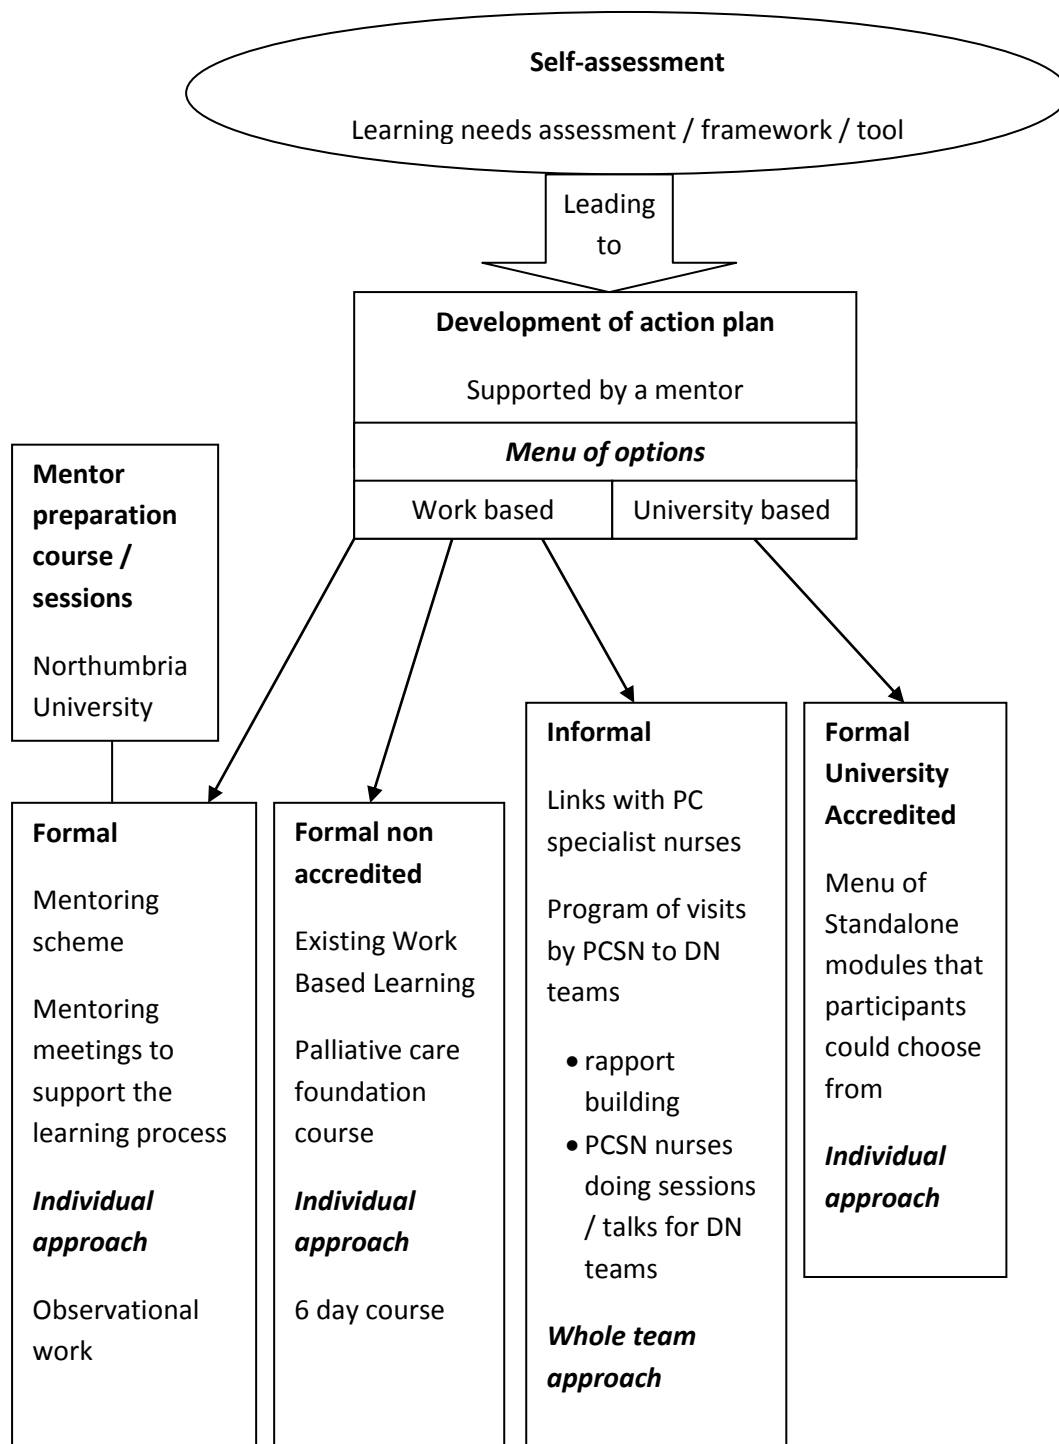 Self-assessment
Learning needs assessment / framework / tool
Leading
to
Development of action plan
Supported by a mentor
Menu of options
Work based
University based
Mentor
preparation
course /
sessions
Northumbria
University
Formal
Mentoring
scheme
Mentoring
meetings to
support the
learning process
Individual
approach
Observational
work
Formal non
accredited
Existing Work
Based Learning
Palliative care
foundation
course
Individual
approach
6 day course
Informal
Links with PC
specialist nurses
Program of visits
by PCSN to DN
teams
• rapport
building
• PCSN nurses
doing sessions
/ talks for DN
teams
Whole team
approach
Formal
University
Accredited
Menu of
Standalone
modules that
participants
could choose
from
Individual
approach